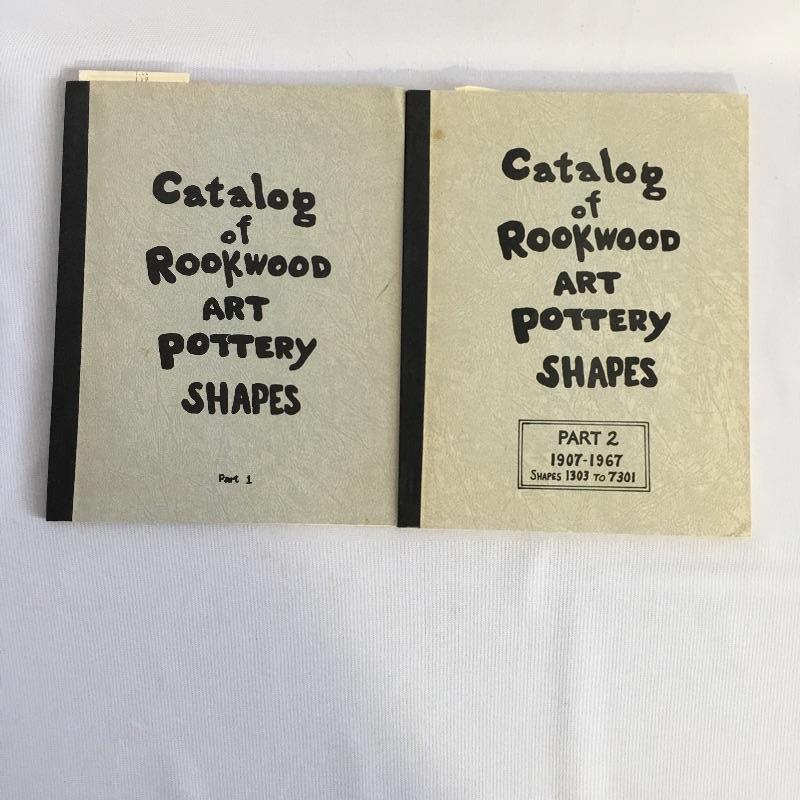 Catalog
of
ROOKWOOD
ART
POTTERY
SHAPES
Part 1
Catalog
of
ROOKWOOD
ART
POTTERY
SHAPES
PART 2
1907-1967
SHAPES 1303 TO 7301